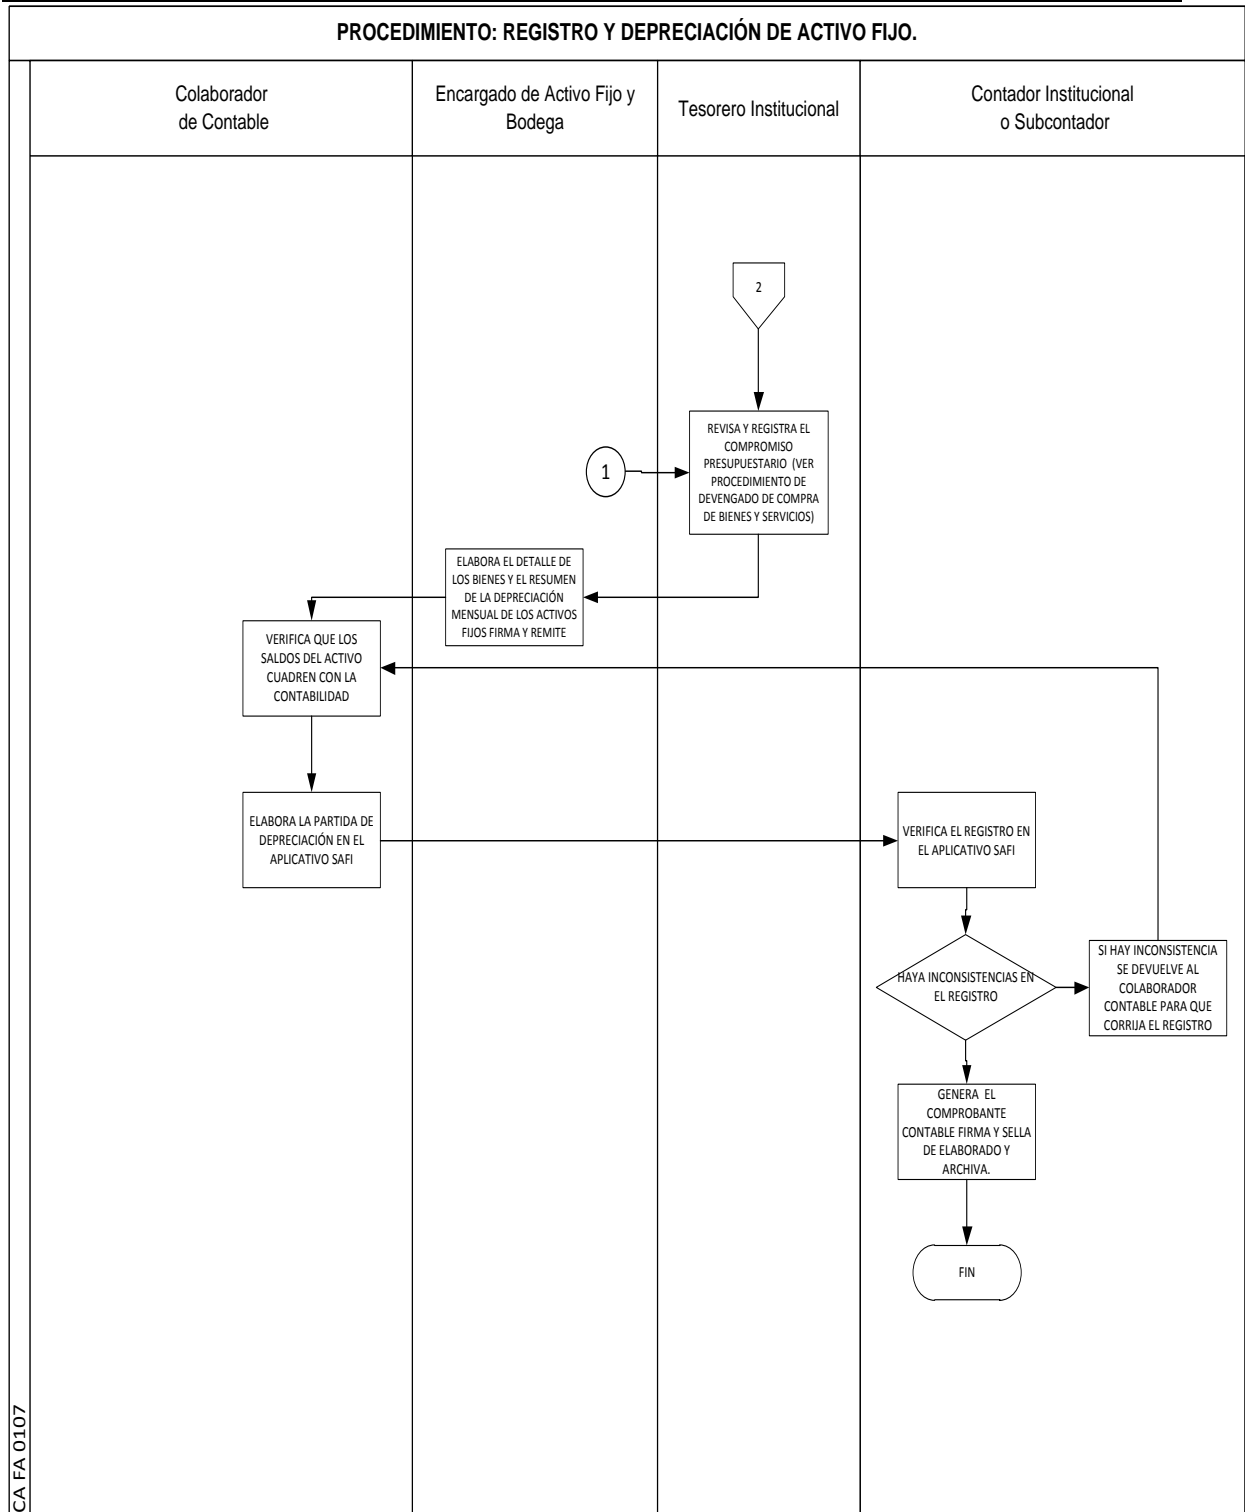 PROCEDIMIENTO: REGISTRO Y DEPRECIACIÓN DE ACTIVO FIJO.
Colaborador
de Contable
Encargado de Activo Fijo y
Bodega
Tesorero Institucional
Contador Institucional
o Subcontador
2
REVISA Y REGISTRA EL
COMPROMISO
PRESUPUESTARIO (VER
PROCEDIMIENTO DE
DEVENGADO DE COMPRA
DE BIENES Y SERVICIOS)
1
ELABORA EL DETALLE DE
LOS BIENES Y EL RESUMEN
DE LA DEPRECIACIÓN
MENSUAL DE LOS ACTIVOS
FIJOS FIRMA Y REMITE
VERIFICA QUE LOS
SALDOS DEL ACTIVO
CUADREN CON LA
CONTABILIDAD
ELABORA LA PARTIDA DE
DEPRECIACIÓN EN EL
APLICATIVO SAFI
VERIFICA EL REGISTRO EN
EL APLICATIVO SAFI
HAYA INCONSISTENCIAS EN
EL REGISTRO
SI HAY INCONSISTENCIA
SE DEVUELVE AL
COLABORADOR
CONTABLE PARA QUE
CORRIJA EL REGISTRO
GENERA EL
COMPROBANTE
CONTABLE FIRMA Y SELLA
DE ELABORADO Y
ARCHIVA.
FIN
CA FA 0107